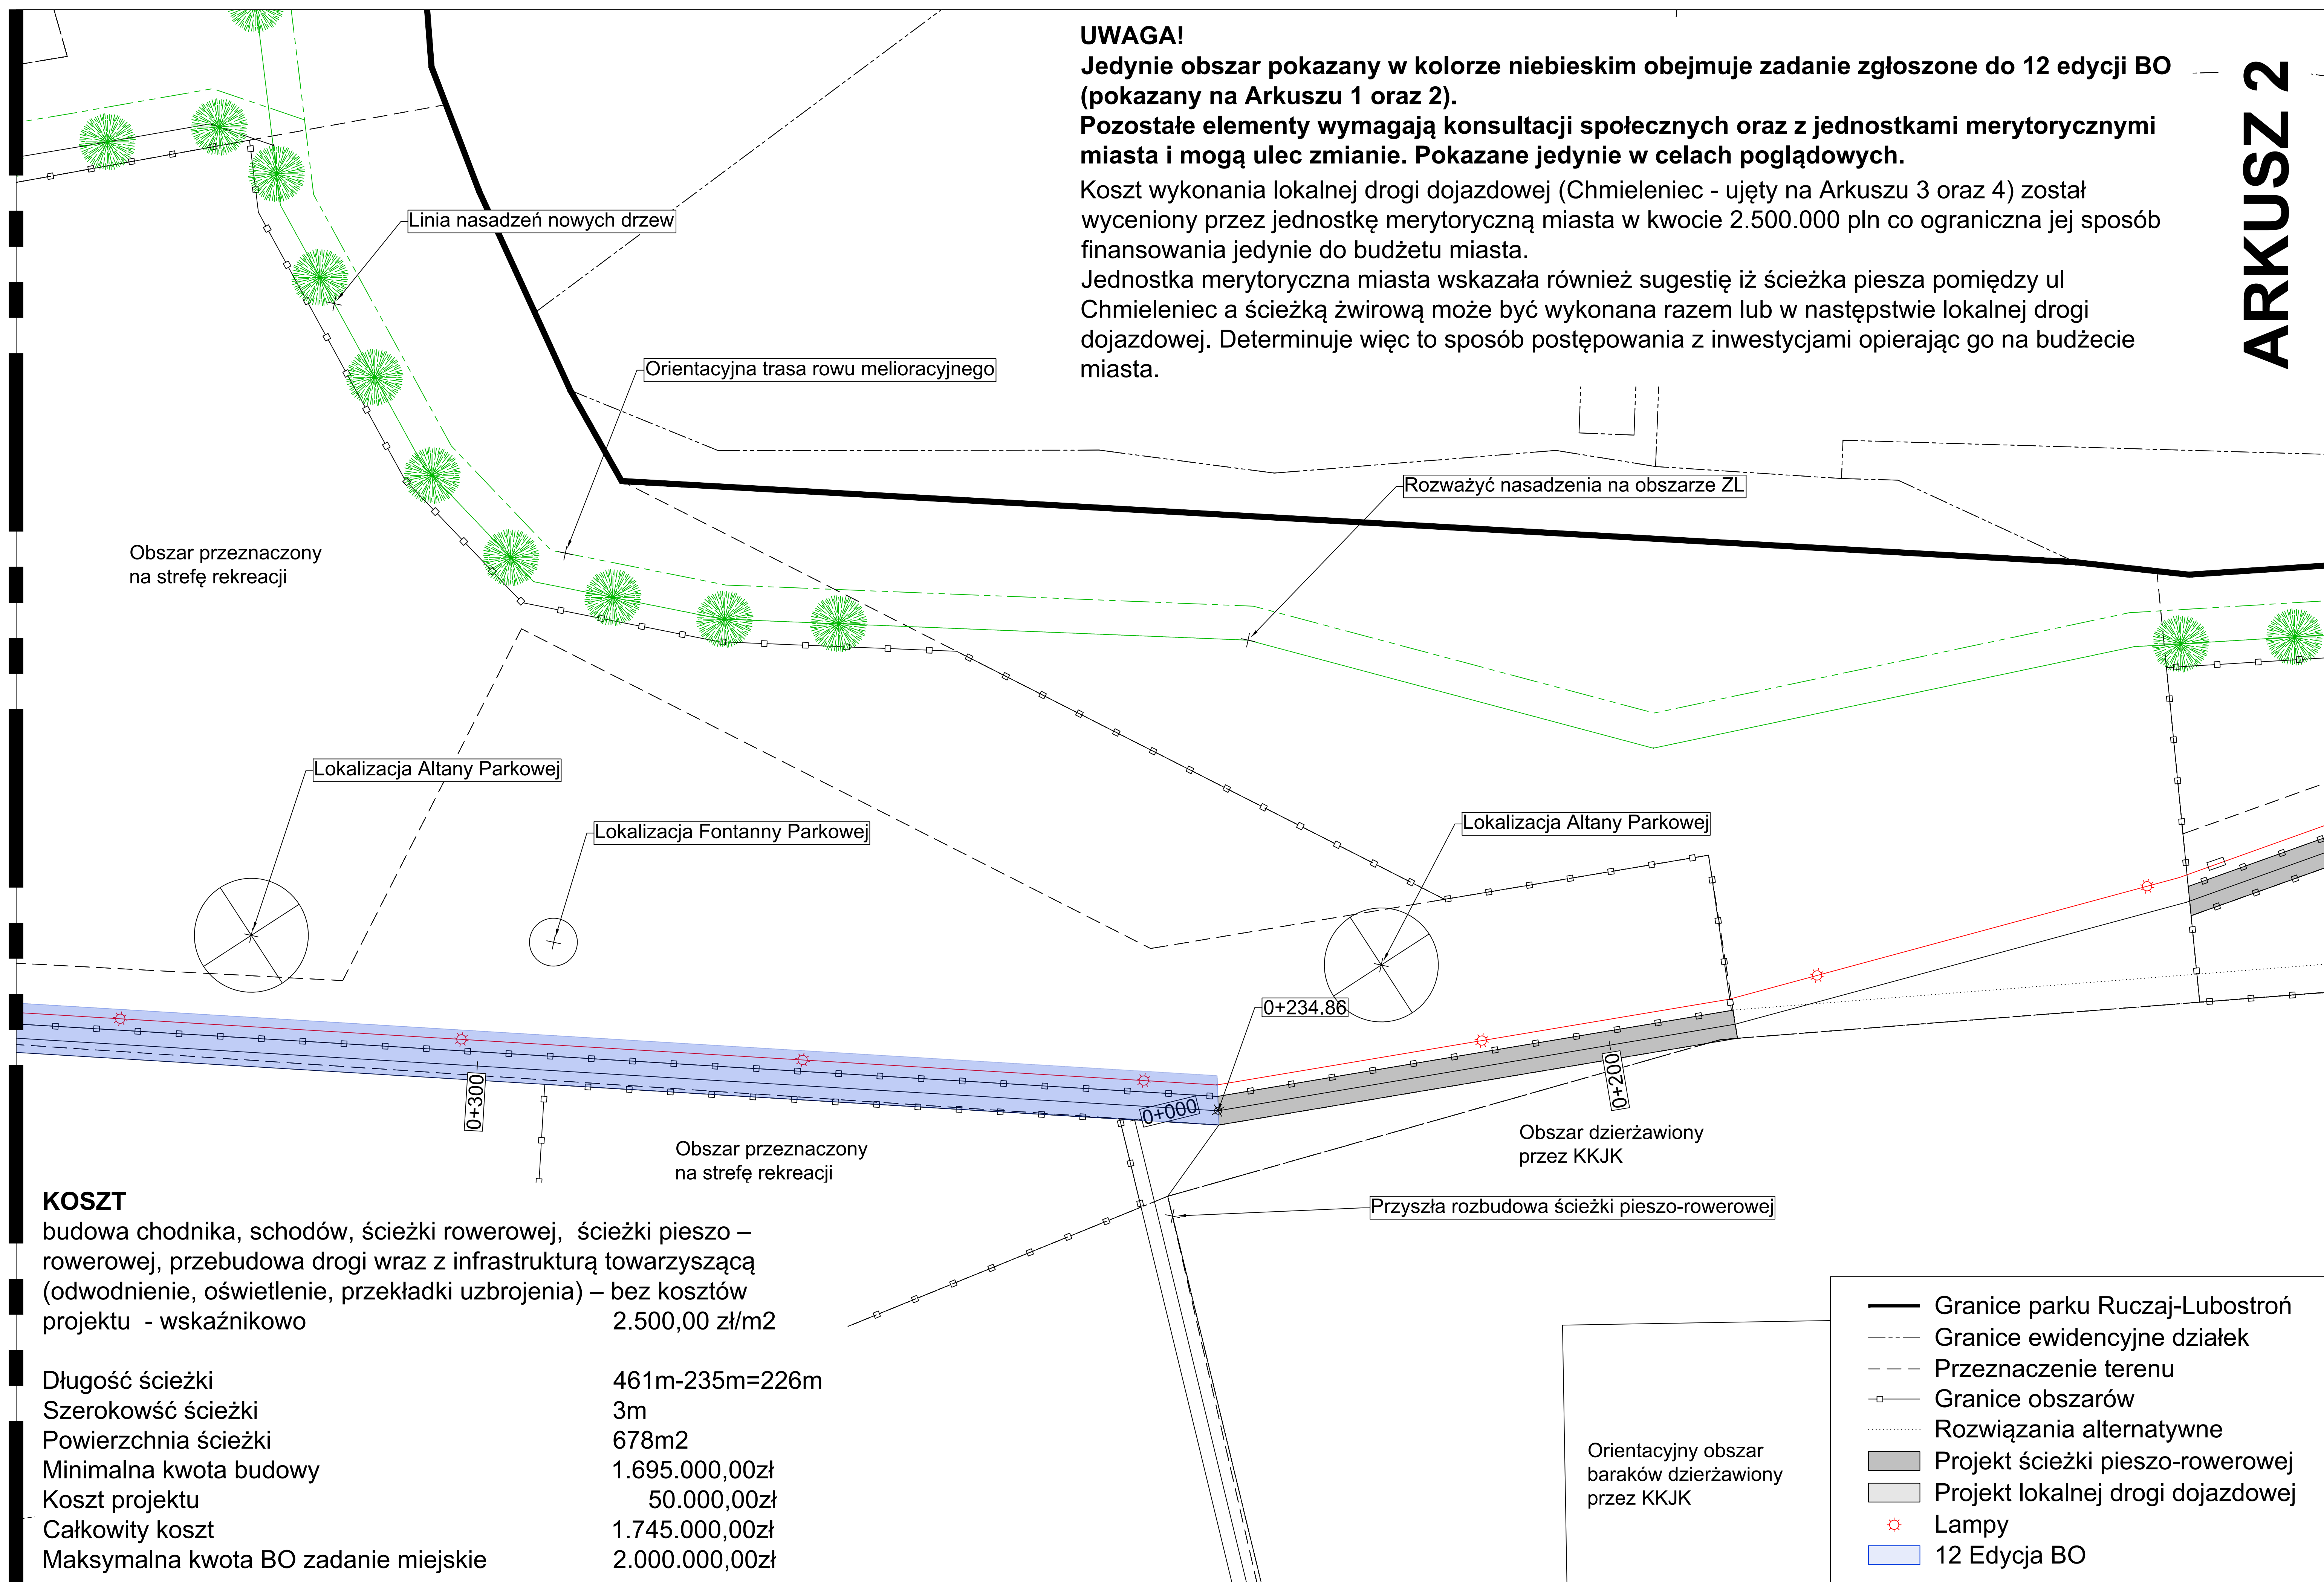 UWAGA!
Jedynie obszar pokazany w kolorze niebieskim obejmuje zadanie zgłoszone do 12 edycji BO
(pokazany na Arkuszu 1 oraz 2).
Pozostałe elementy wymagają konsultacji społecznych oraz z jednostkami merytorycznymi
miasta i mogą ulec zmianie. Pokazane jedynie w celach poglądowych.
Koszt wykonania lokalnej drogi dojazdowej (Chmieleniec - ujęty na Arkuszu 3 oraz 4) został
wyceniony przez jednostkę merytoryczną miasta w kwocie 2.500.000 pln co ograniczna jej sposób
finansowania jedynie do budżetu miasta.
Jednostka merytoryczna miasta wskazała również sugestię iż ścieżka piesza pomiędzy ul
Chmieleniec a ścieżką żwirową może być wykonana razem lub w następstwie lokalnej drogi
dojazdowej. Determinuje więc to sposób postępowania z inwestycjami opierając go na budżecie
miasta.
ARKUSZ 2
Linia nasadzeń nowych drzew
Orientacyjna trasa rowu melioracyjnego
Rozważyć nasadzenia na obszarze ZL
Obszar przeznaczony
na strefę rekreacji
Lokalizacja Altany Parkowej
Lokalizacja Fontanny Parkowej
Lokalizacja Altany Parkowej
0+234.86
0+300
0+000
0+200
Obszar przeznaczony
na strefę rekreacji
Obszar dzierżawiony
przez KKJK
Przyszła rozbudowa ścieżki pieszo-rowerowej
KOSZT
budowa chodnika, schodów, ścieżki rowerowej, ścieżki pieszo –
rowerowej, przebudowa drogi wraz z infrastrukturą towarzyszącą
(odwodnienie, oświetlenie, przekładki uzbrojenia) – bez kosztów
projektu - wskaźnikowo 2.500,00 zł/m2
Długość ścieżki 461m-235m=226m
Szerokowść ścieżki 3m
Powierzchnia ścieżki 678m2
Minimalna kwota budowy 1.695.000,00zł
Koszt projektu 50.000,00zł
Całkowity koszt 1.745.000,00zł
Maksymalna kwota BO zadanie miejskie 2.000.000,00zł
Orientacyjny obszar
baraków dzierżawiony
przez KKJK
Granice parku Ruczaj-Lubostroń
Granice ewidencyjne działek
Przeznaczenie terenu
Granice obszarów
Rozwiązania alternatywne
Projekt ścieżki pieszo-rowerowej
Projekt lokalnej drogi dojazdowej
Lampy
12 Edycja BO